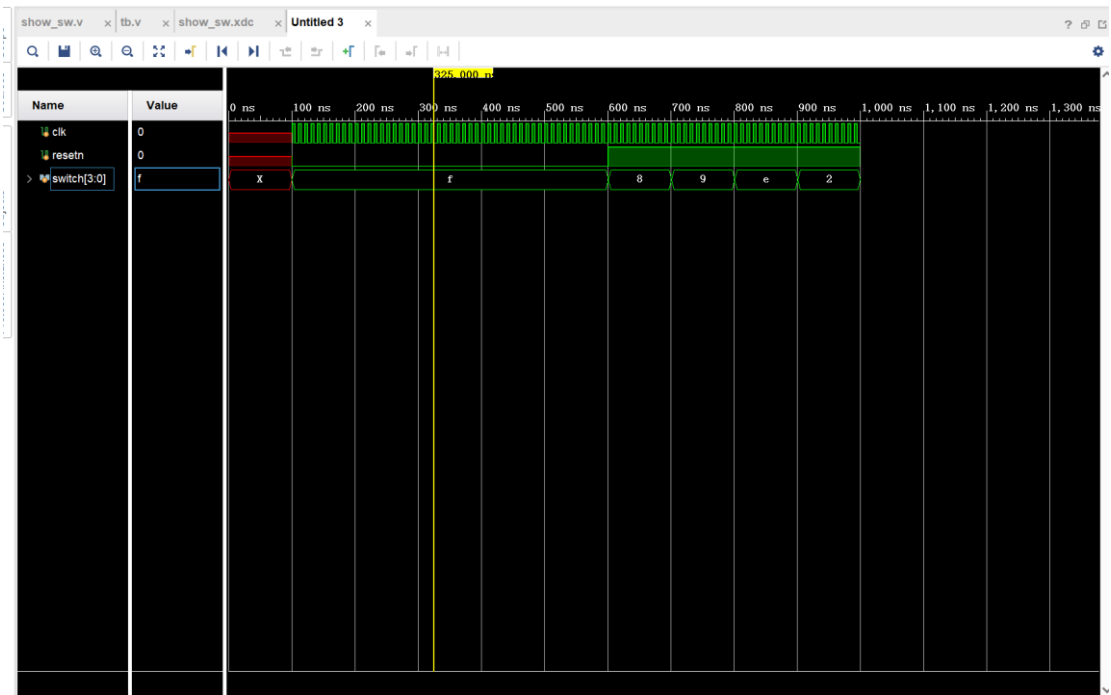 show_sw.v × tb.v × show_sw.xdc × Untitled 3 × ?
325.000 n
Name Value 0 ns 100 ns 200 ns 300 ns 400 ns 500 ns 600 ns 700 ns 800 ns 900 ns 1,000 ns 1,100 ns 1,200 ns 1,300 ns
clk 0
resetn 0
> switch[3:0] f X f 8 9 e 2